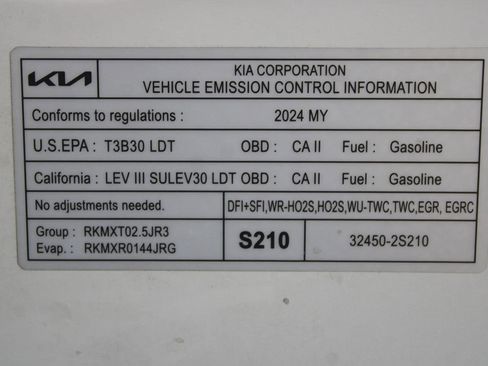 KIA KIA CORPORATION
VEHICLE EMISSION CONTROL INFORMATION
Conforms to regulations : 2024 MY
U.S.EPA : T3B30 LDT OBD : CA II Fuel : Gasoline
California : LEV III SULEV30 LDT OBD : CA II Fuel : Gasoline
No adjustments needed. DFI+SFI,WR-HO2S,HO2S,WU-TWC,TWC,EGR, EGRC
Group : RKMXT02.5JR3
Evap. : RKMXR0144JRG
S210 32450-2S210